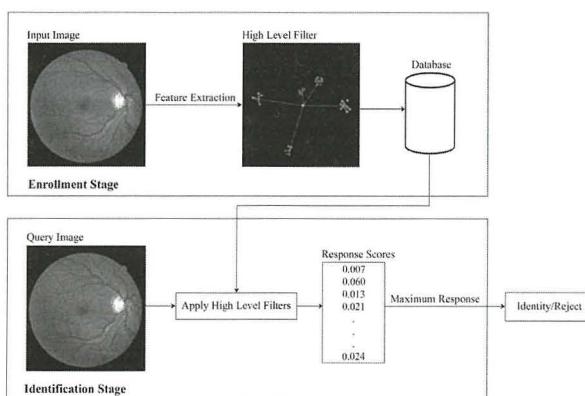 Input Image
High Level Filter
Database
Feature Extraction
Enrollment Stage
Query Image
Response Scores
0.007
0.060
0.013
0.021
.
.
.
0.024
Apply High Level Filters
Maximum Response
Identity/Reject
Identification Stage